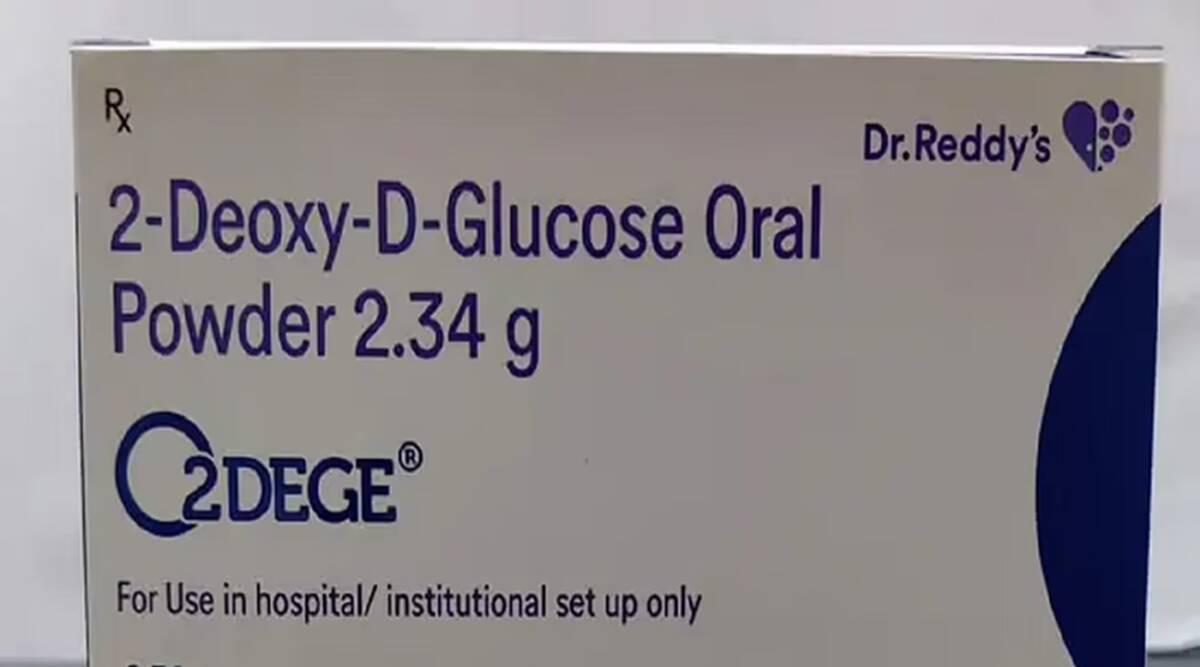 Rx
Dr.Reddy's
2-Deoxy-D-Glucose Oral
Powder 2.34 g
2DEGE®
For Use in hospital/ institutional set up only